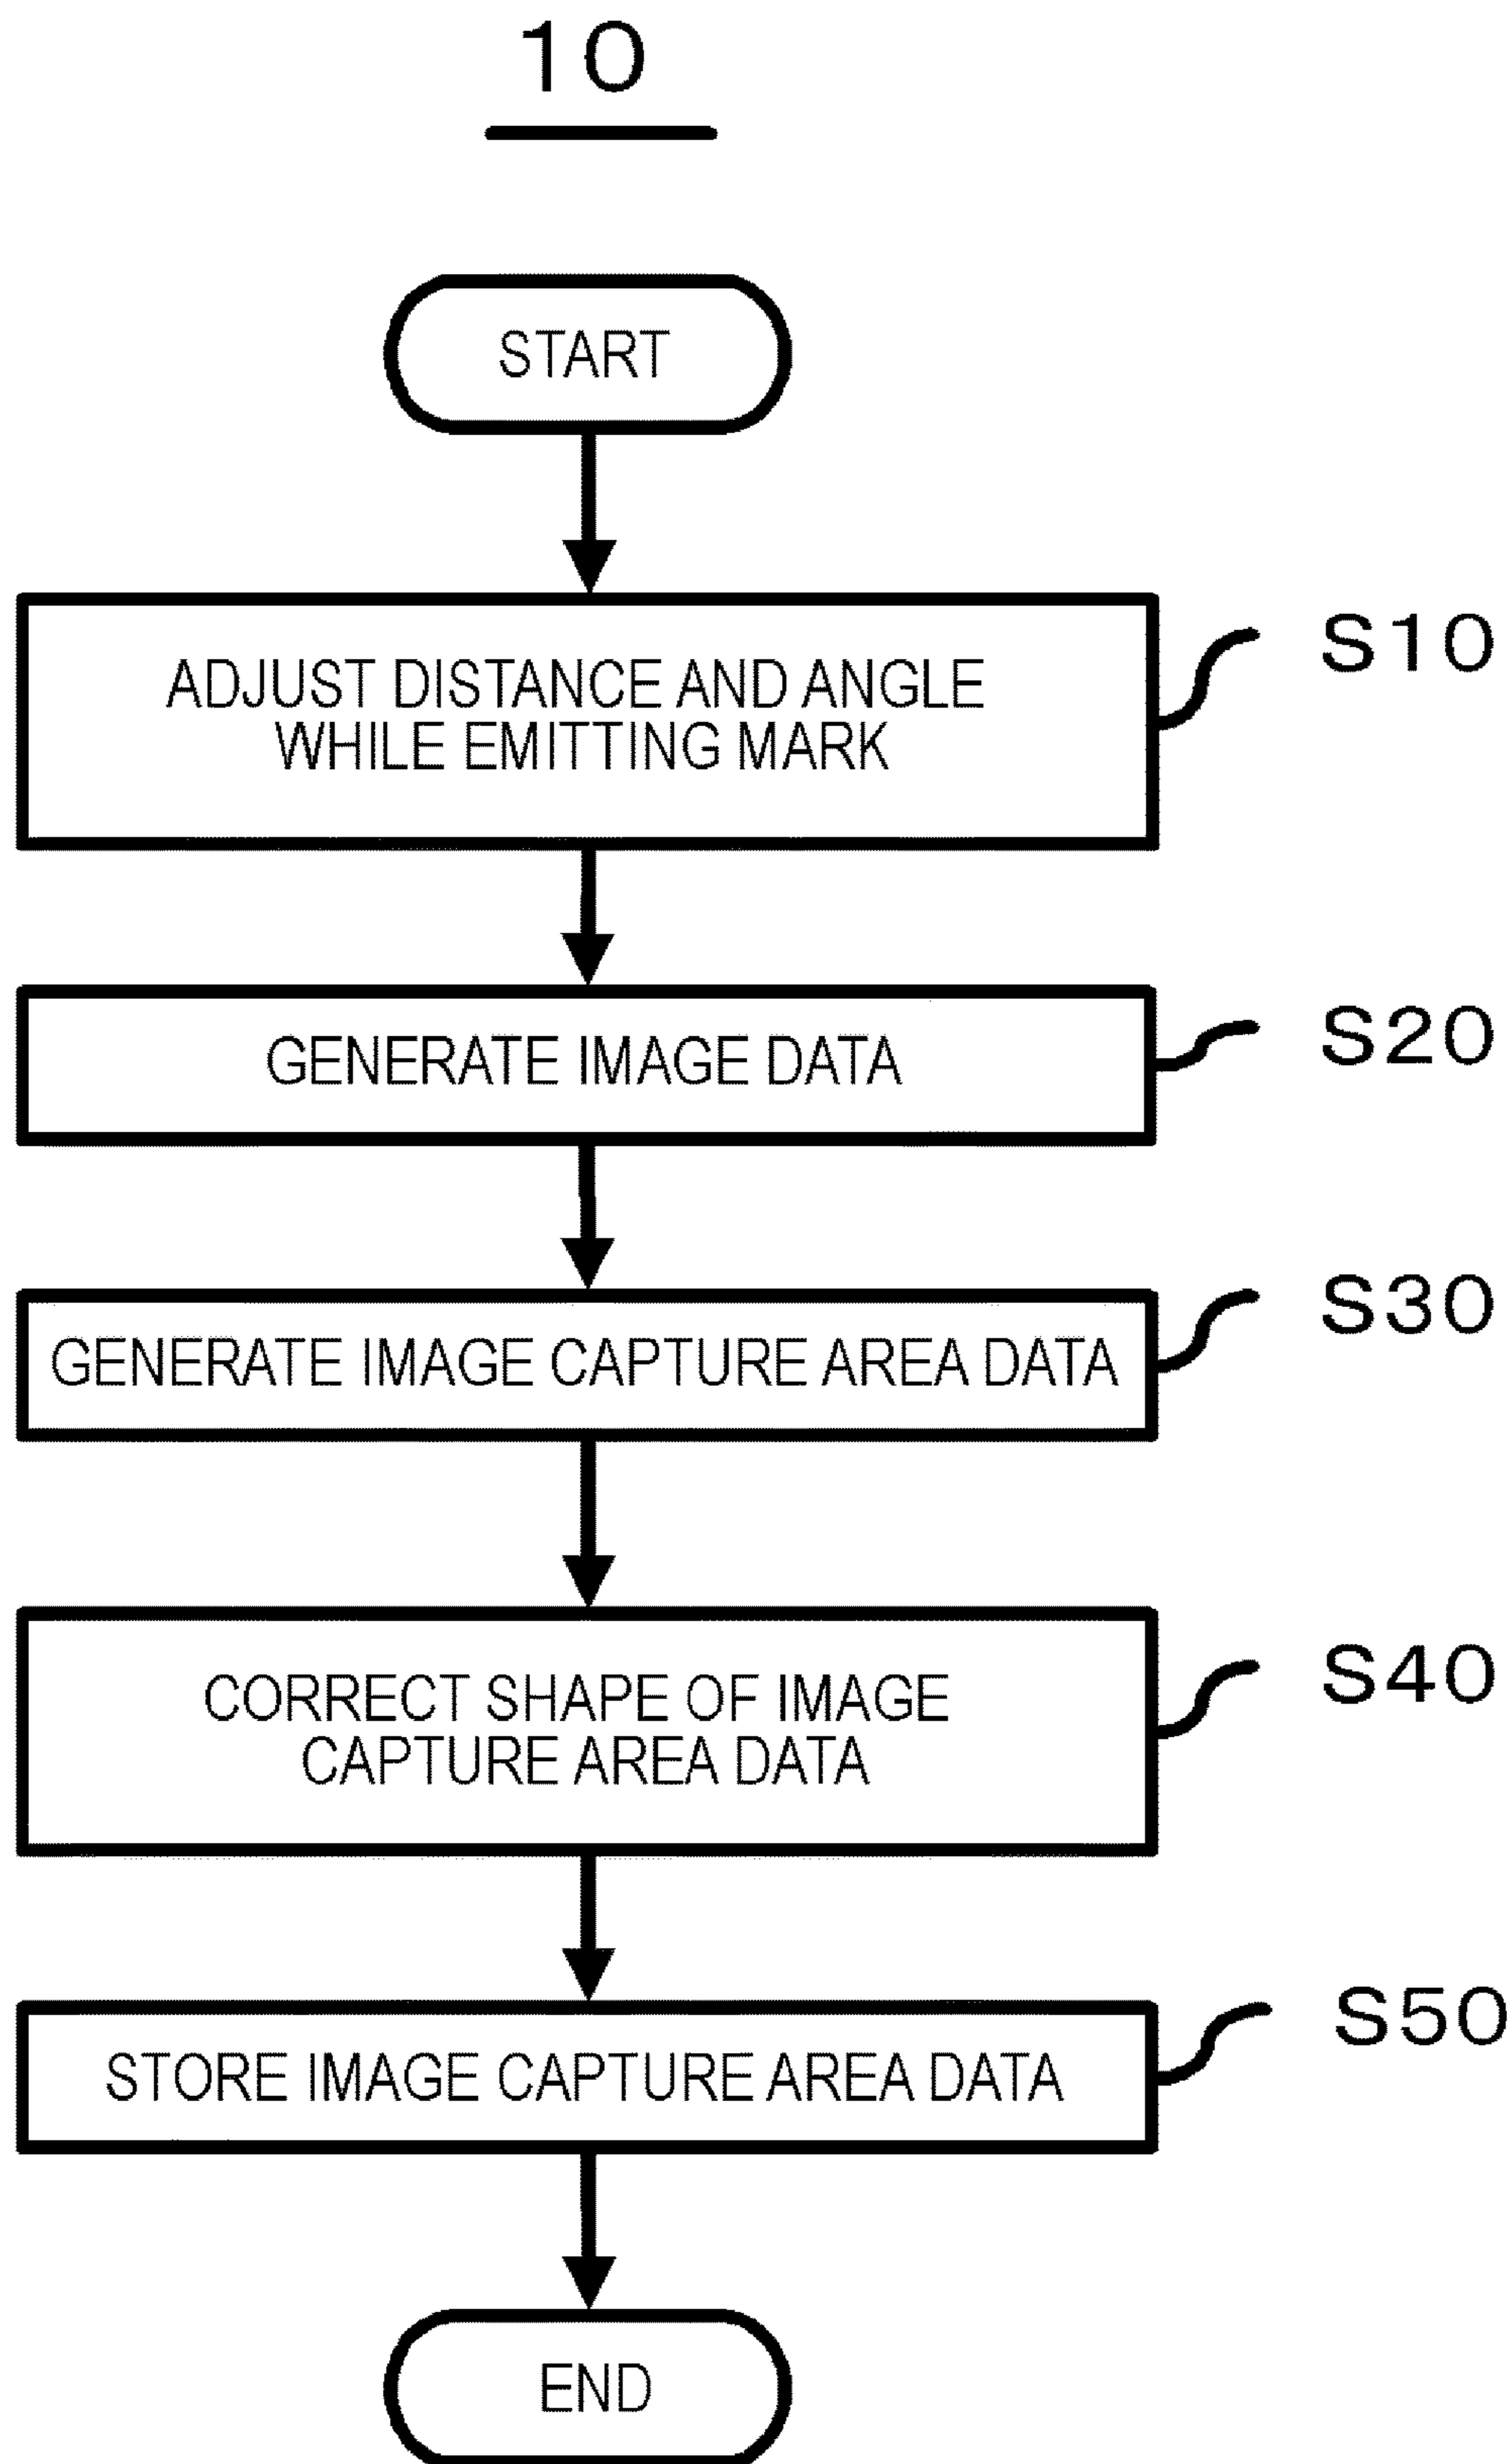 10
START
ADJUST DISTANCE AND ANGLE
WHILE EMITTING MARK
S10
GENERATE IMAGE DATA
S20
GENERATE IMAGE CAPTURE AREA DATA
S30
CORRECT SHAPE OF IMAGE
CAPTURE AREA DATA
S40
STORE IMAGE CAPTURE AREA DATA
S50
END